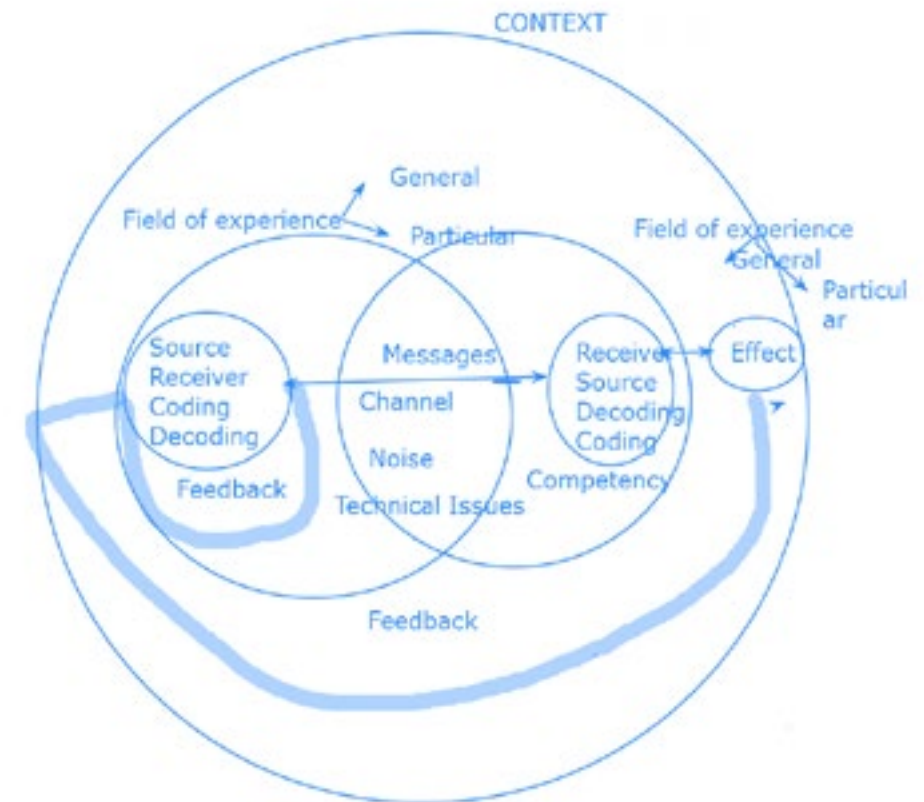 CONTEXT
General
Field of experience
Particular
Field of experience
General
Particul
ar
Source
Receiver
Coding
Decoding
Feedback
Messages
Channel
Noise
Technical Issues
Receiver
Source
Decoding
Coding
Competency
Effect
Feedback